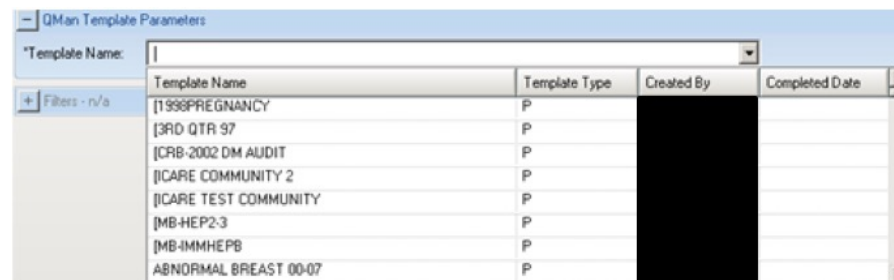 QMan Template Parameters
*Template Name:
Template Name Template Type Created By Completed Date
Filters - n/a
[1998PREGNANCY P
[3RD QTR 97 P
[CRB-2002 DM AUDIT P
[ICARE COMMUNITY 2 P
[ICARE TEST COMMUNITY P
[MB-HEP2-3 P
[MB-IMMHEPB P
ABNORMAL BREAST 00-07 P